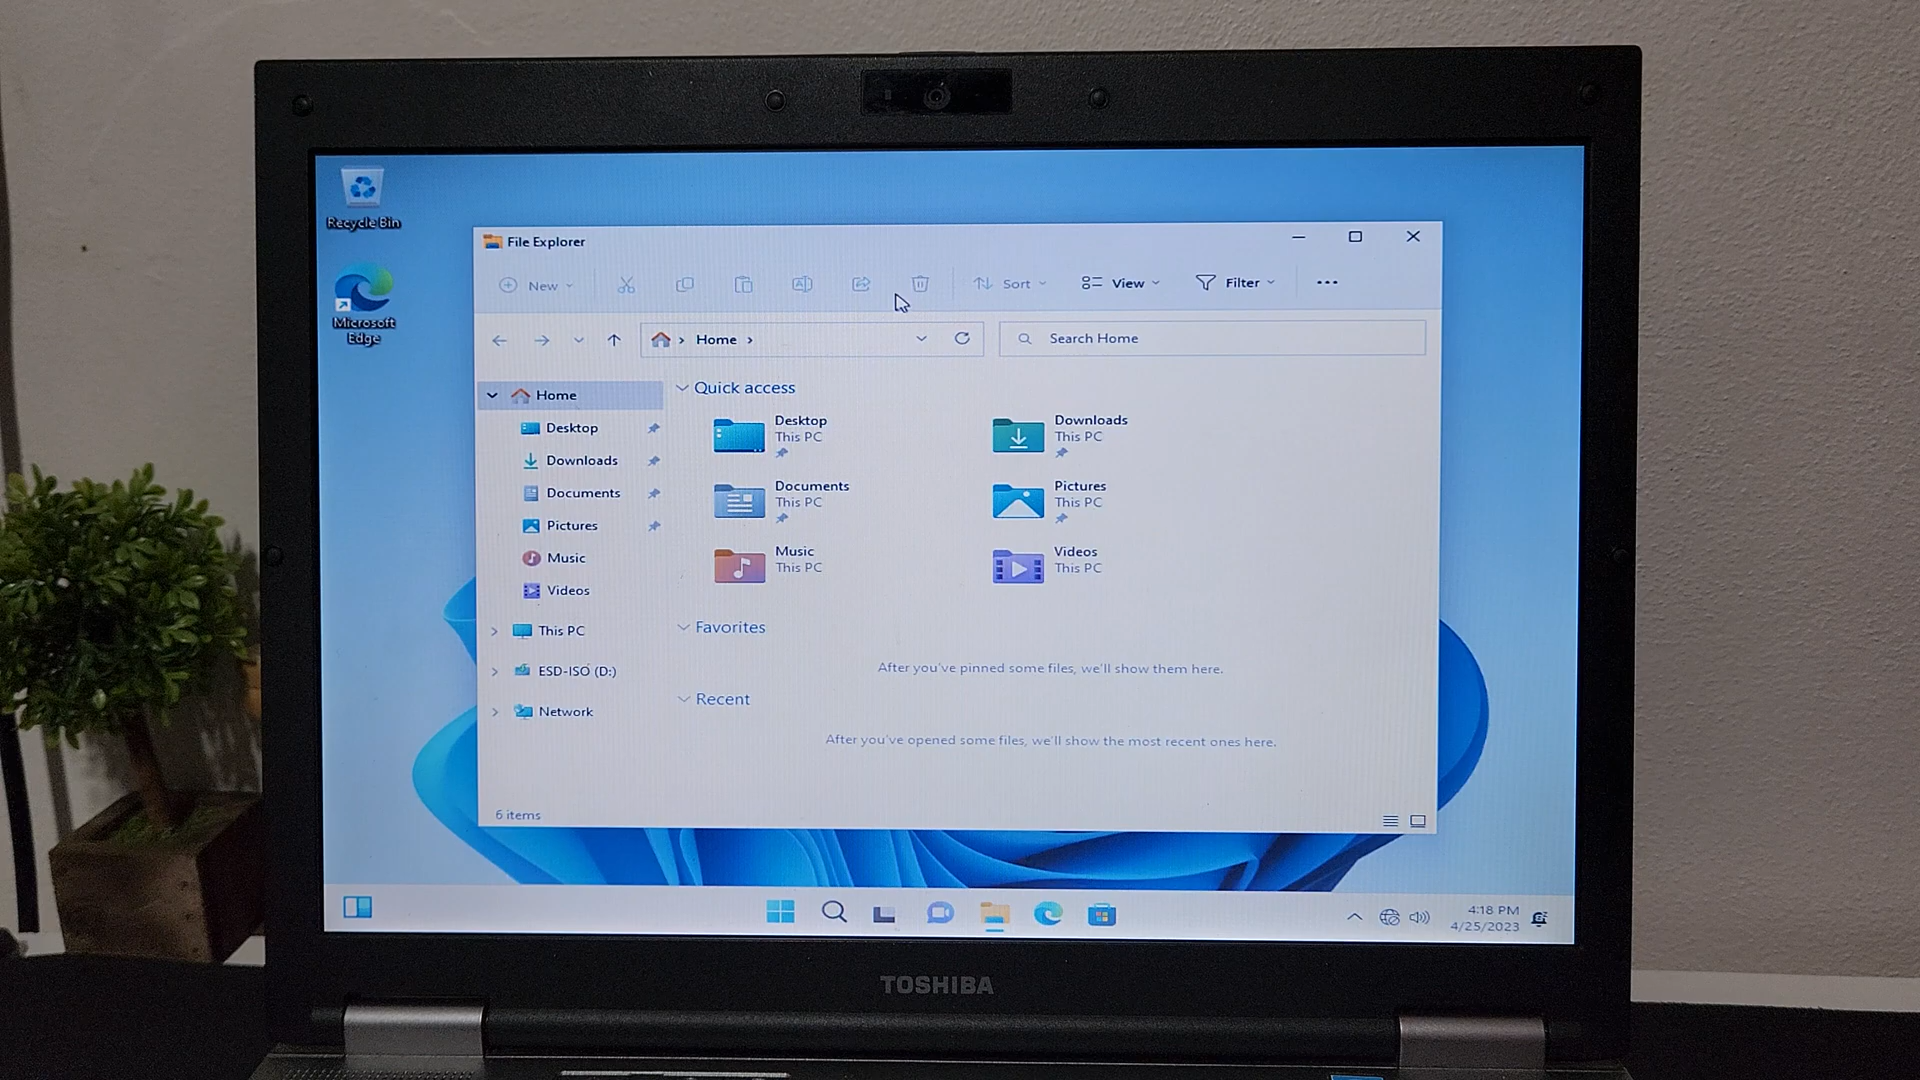 Recycle Bin
Microsoft
Edge
File Explorer
New
Sort
View
Filter
Home
Search Home
Home
Desktop
Downloads
Documents
Pictures
Music
Videos
This PC
ESD-ISO (D:)
Network
Quick access
Desktop
This PC
Downloads
This PC
Documents
This PC
Pictures
This PC
Music
This PC
Videos
This PC
Favorites
After you've pinned some files, we'll show them here.
Recent
After you've opened some files, we'll show the most recent ones here.
6 items
4:18 PM
4/25/2023
TOSHIBA